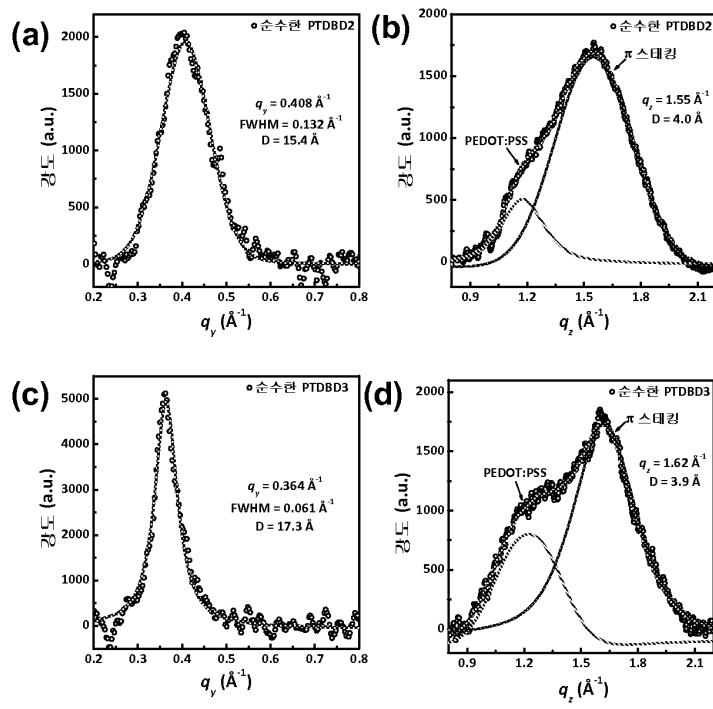 (a)
순수한 PTDBD2
q_y = 0.408 Å⁻¹
FWHM = 0.132 Å⁻¹
D = 15.4 Å
강도 (a.u.)
2000
1500
1000
500
0
0.2 0.3 0.4 0.5 0.6 0.7 0.8
q_y (Å⁻¹)
(b)
순수한 PTDBD2
π 스태킹
q_z = 1.55 Å⁻¹
D = 4.0 Å
PEDOT:PSS
강도 (a.u.)
2000
1500
1000
500
0
0.9 1.2 1.5 1.8 2.1
q_z (Å⁻¹)
(c)
순수한 PTDBD3
q_y = 0.364 Å⁻¹
FWHM = 0.061 Å⁻¹
D = 17.3 Å
강도 (a.u.)
5000
4000
3000
2000
1000
0
0.2 0.3 0.4 0.5 0.6 0.7 0.8
q_y (Å⁻¹)
(d)
순수한 PTDBD3
π 스태킹
PEDOT:PSS
q_z = 1.62 Å⁻¹
D = 3.9 Å
강도 (a.u.)
2000
1500
1000
500
0
0.9 1.2 1.5 1.8 2.1
q_z (Å⁻¹)